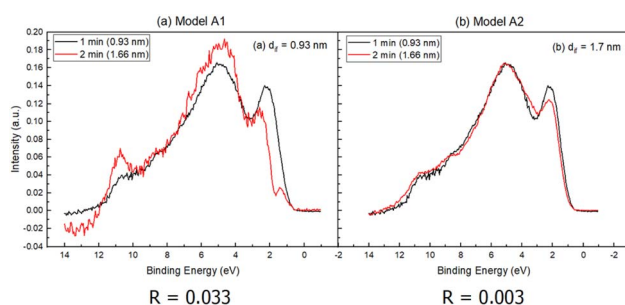 (a) Model A1
(b) Model A2
1 min (0.93 nm)
2 min (1.66 nm)
(a) d_if = 0.93 nm
1 min (0.93 nm)
2 min (1.66 nm)
(b) d_if = 1.7 nm
Intensity (a.u.)
0.20
0.18
0.16
0.14
0.12
0.10
0.08
0.06
0.04
0.02
0.00
-0.02
-0.04
14 12 10 8 6 4 2 0 14 12 10 8 6 4 2 0 -2
Binding Energy (eV)
Binding Energy (eV)
R = 0.033
R = 0.003